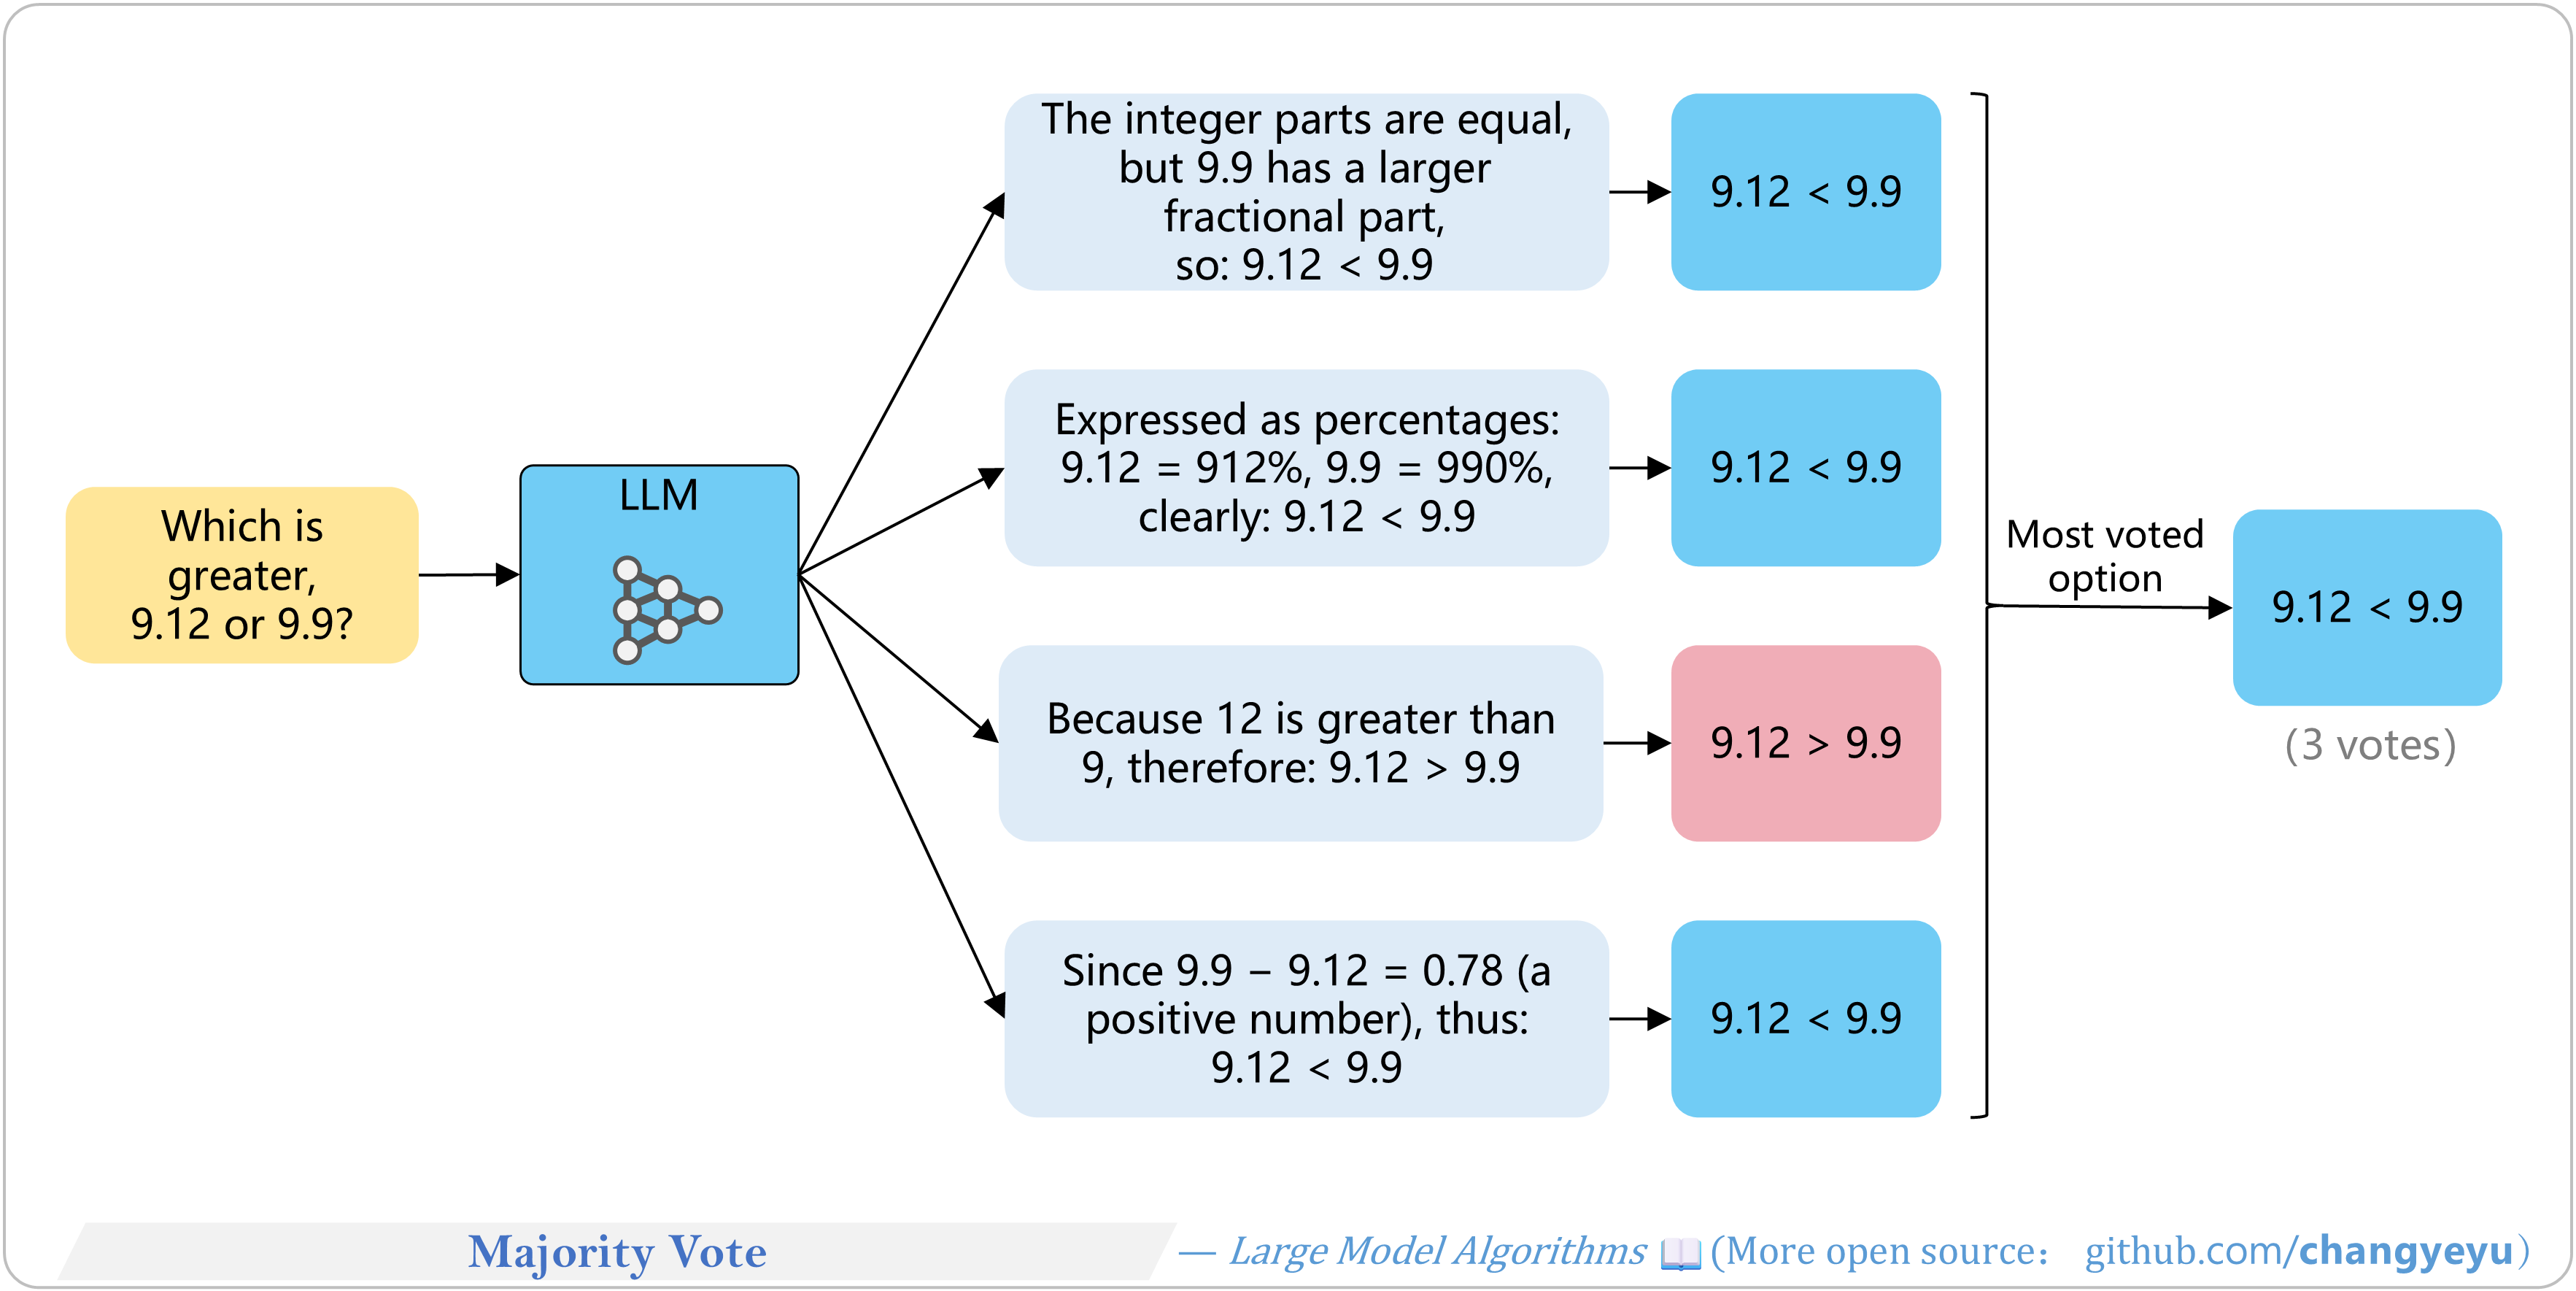 Which is
greater,
9.12 or 9.9?
LLM
The integer parts are equal,
but 9.9 has a larger
fractional part,
so: 9.12 < 9.9
9.12 < 9.9
Expressed as percentages:
9.12 = 912%, 9.9 = 990%,
clearly: 9.12 < 9.9
9.12 < 9.9
Because 12 is greater than
9, therefore: 9.12 > 9.9
9.12 > 9.9
Since 9.9 − 9.12 = 0.78 (a
positive number), thus:
9.12 < 9.9
9.12 < 9.9
Most voted
option
9.12 < 9.9
(3 votes)
Majority Vote
— Large Model Algorithms 📖 (More open source： github.com/changyeyu）